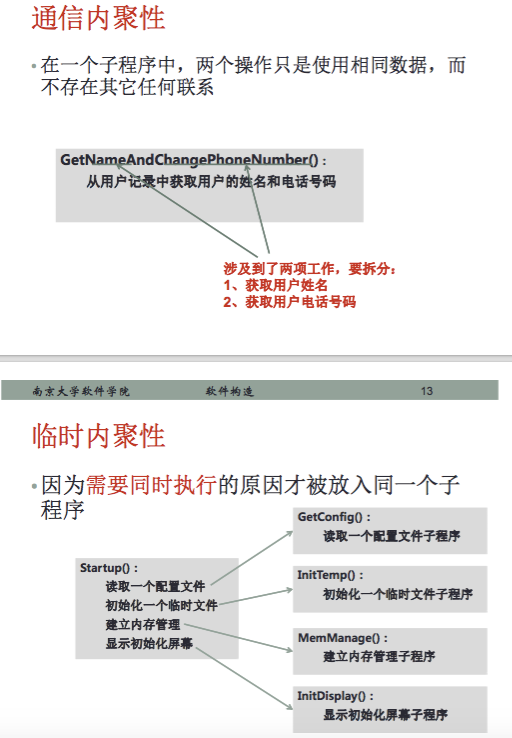 通信内聚性
• 在一个子程序中，两个操作只是使用相同数据，而
不存在其它任何联系
GetNameAndChangePhoneNumber()：
从用户记录中获取用户的姓名和电话号码
涉及到了两项工作，要拆分：
1、获取用户姓名
2、获取用户电话号码
南京大学软件学院 软件构造 13
临时内聚性
• 因为需要同时执行的原因才被放入同一个子
程序
Startup()：
读取一个配置文件
初始化一个临时文件
建立内存管理
显示初始化屏幕
GetConfig()：
读取一个配置文件子程序
InitTemp()：
初始化一个临时文件子程序
MemManage()：
建立内存管理子程序
InitDisplay()：
显示初始化屏幕子程序